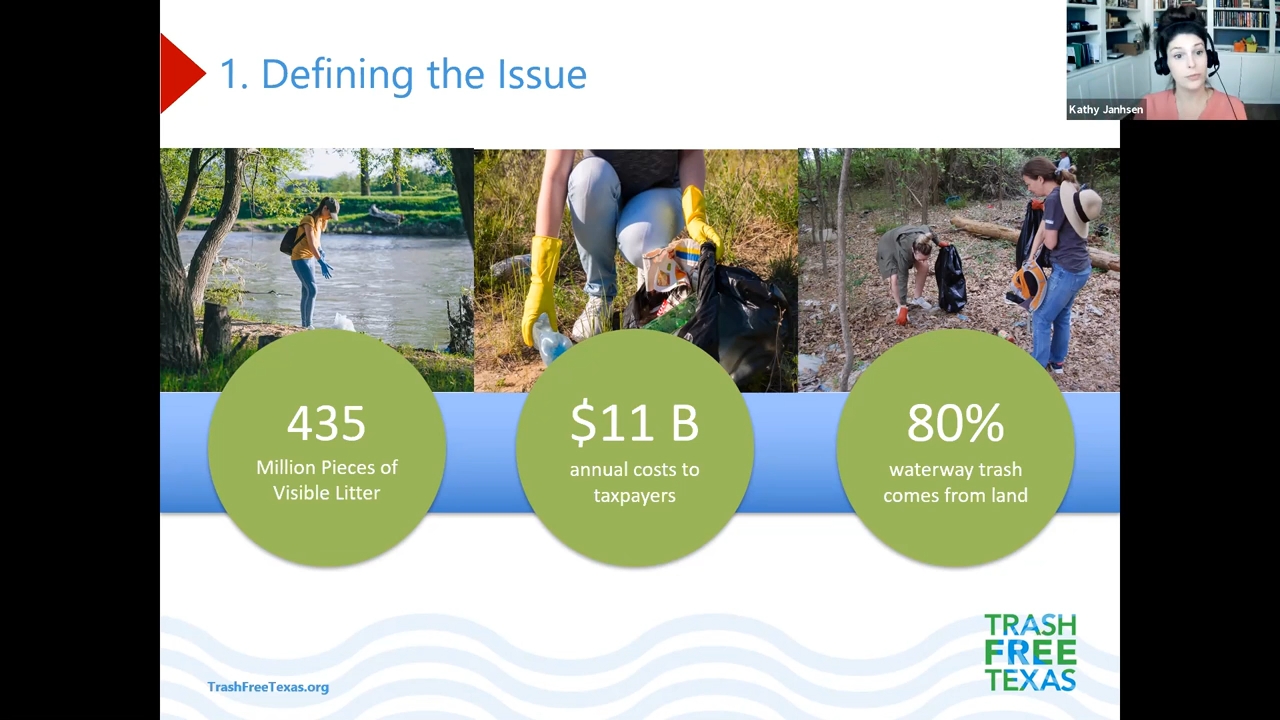 1. Defining the Issue
Kathy Janhsen
435
Million Pieces of
Visible Litter
$11 B
annual costs to
taxpayers
80%
waterway trash
comes from land
TrashFreeTexas.org
TRASH
FREE
TEXAS